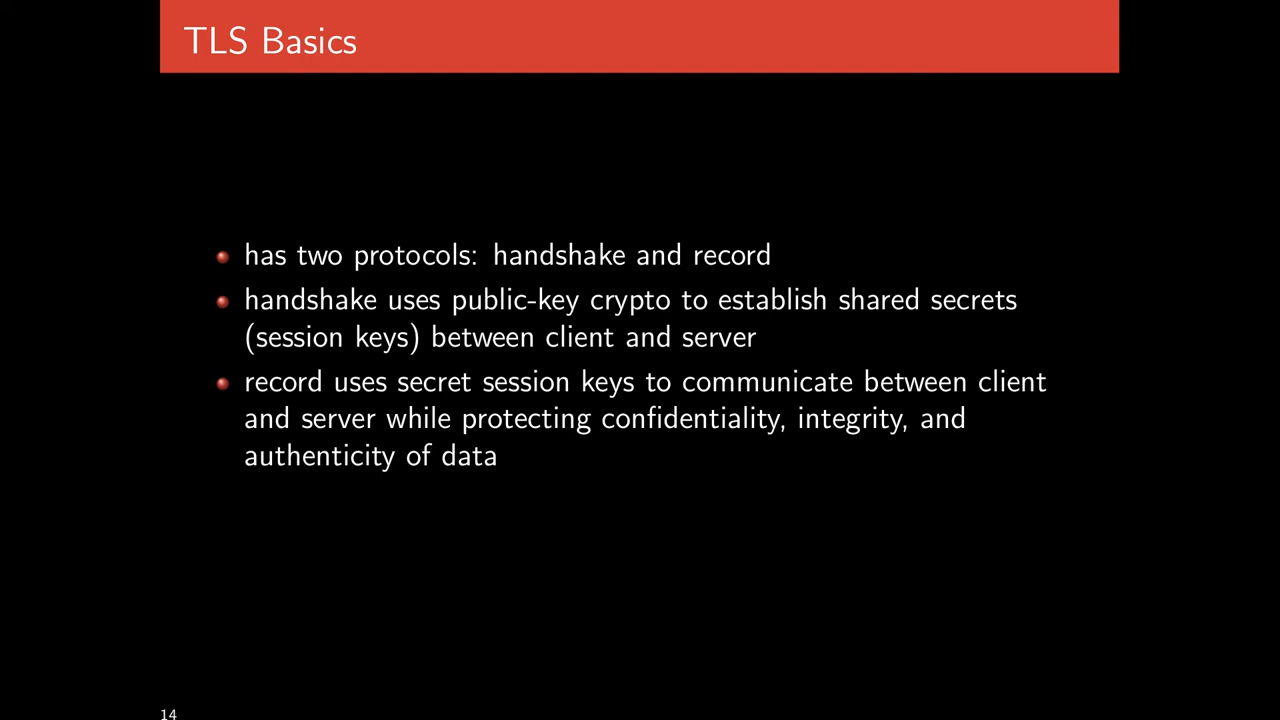 TLS Basics
has two protocols: handshake and record
handshake uses public-key crypto to establish shared secrets
(session keys) between client and server
record uses secret session keys to communicate between client
and server while protecting confidentiality, integrity, and
authenticity of data
14